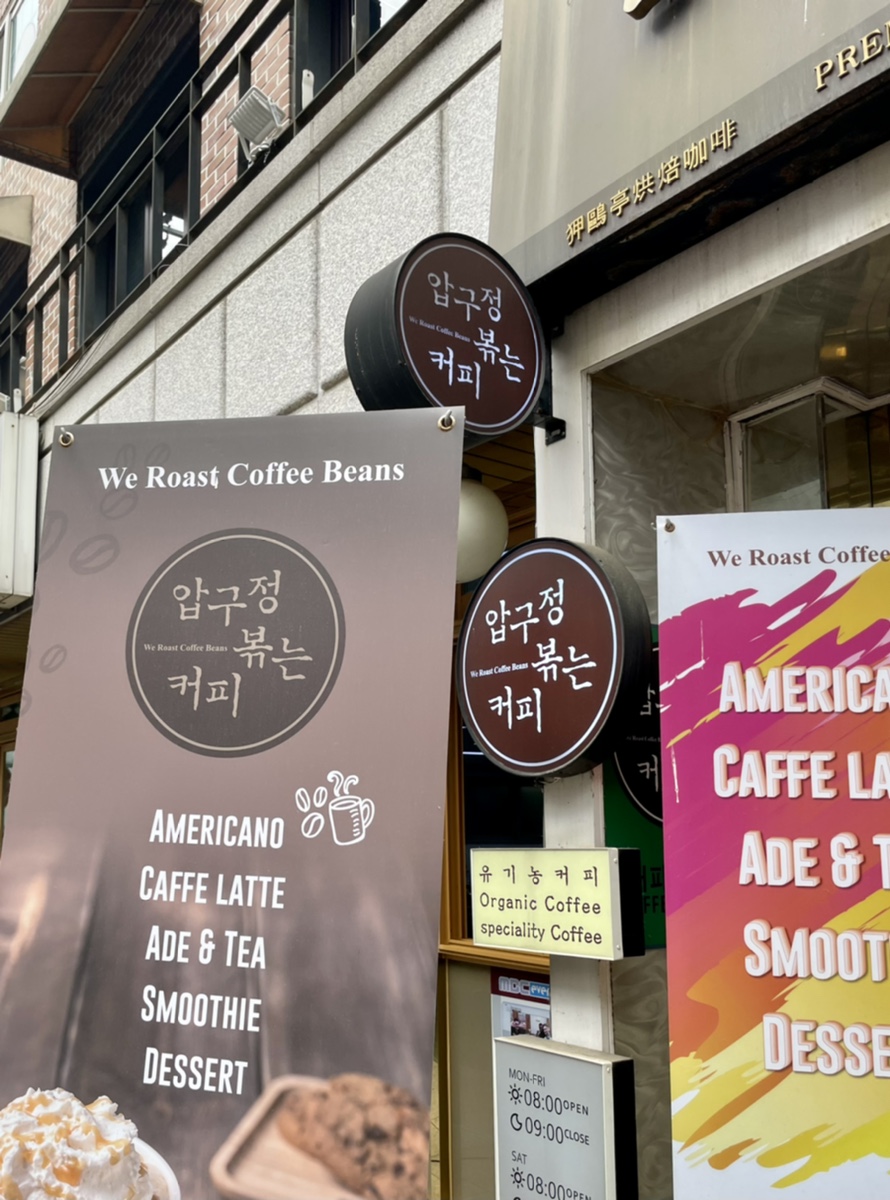 PRE
狎鷗亭烘焙咖啡
압구정
We Roast Coffee Beans
볶는
커피
We Roast Coffee Beans
압구정
We Roast Coffee Beans
볶는
커피
AMERICANO
CAFFE LATTE
ADE & TEA
SMOOTHIE
DESSERT
압구정
We Roast Coffee Beans
볶는
커피
유기농커피
Organic Coffee
speciality Coffee
MBC
MON-FRI
08:00 OPEN
09:00 CLOSE
SAT
08:00 OPEN
We Roast Coffee
AMERICA
CAFFE LA
ADE & T
SMOOT
DESSE